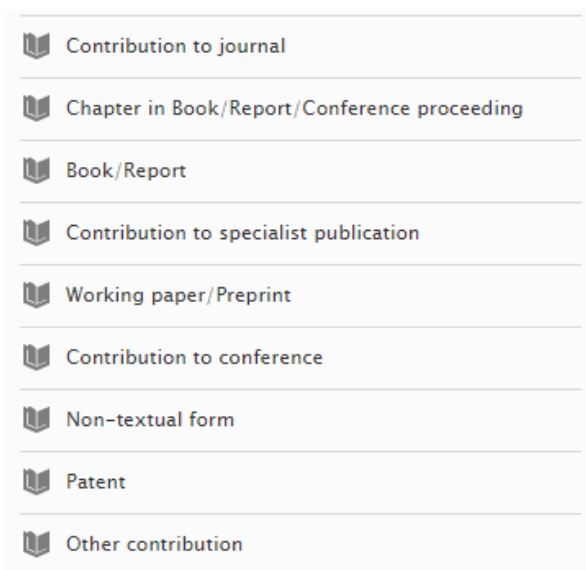 Contribution to journal
Chapter in Book/Report/Conference proceeding
Book/Report
Contribution to specialist publication
Working paper/Preprint
Contribution to conference
Non-textual form
Patent
Other contribution